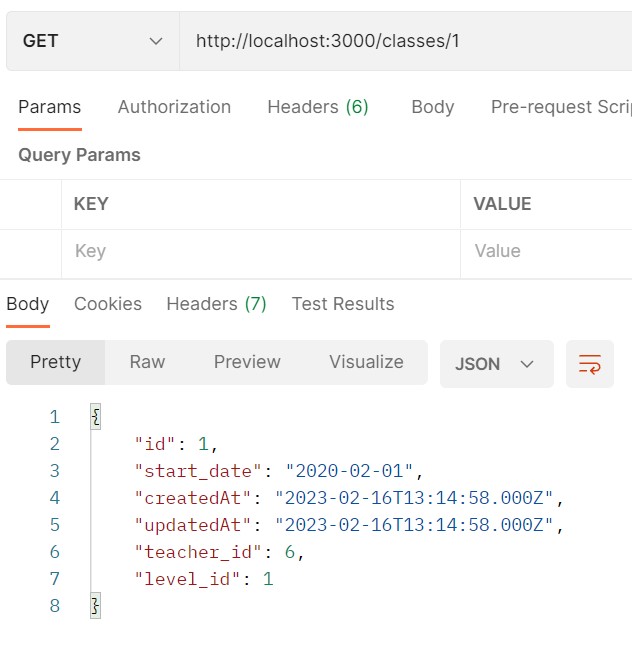 GET http://localhost:3000/classes/1
Params Authorization Headers (6) Body Pre-request Scri
Query Params
KEY VALUE
Key Value
Body Cookies Headers (7) Test Results
Pretty Raw Preview Visualize JSON
1 {
2 "id": 1,
3 "start_date": "2020-02-01",
4 "createdAt": "2023-02-16T13:14:58.000Z",
5 "updatedAt": "2023-02-16T13:14:58.000Z",
6 "teacher_id": 6,
7 "level_id": 1
8 }